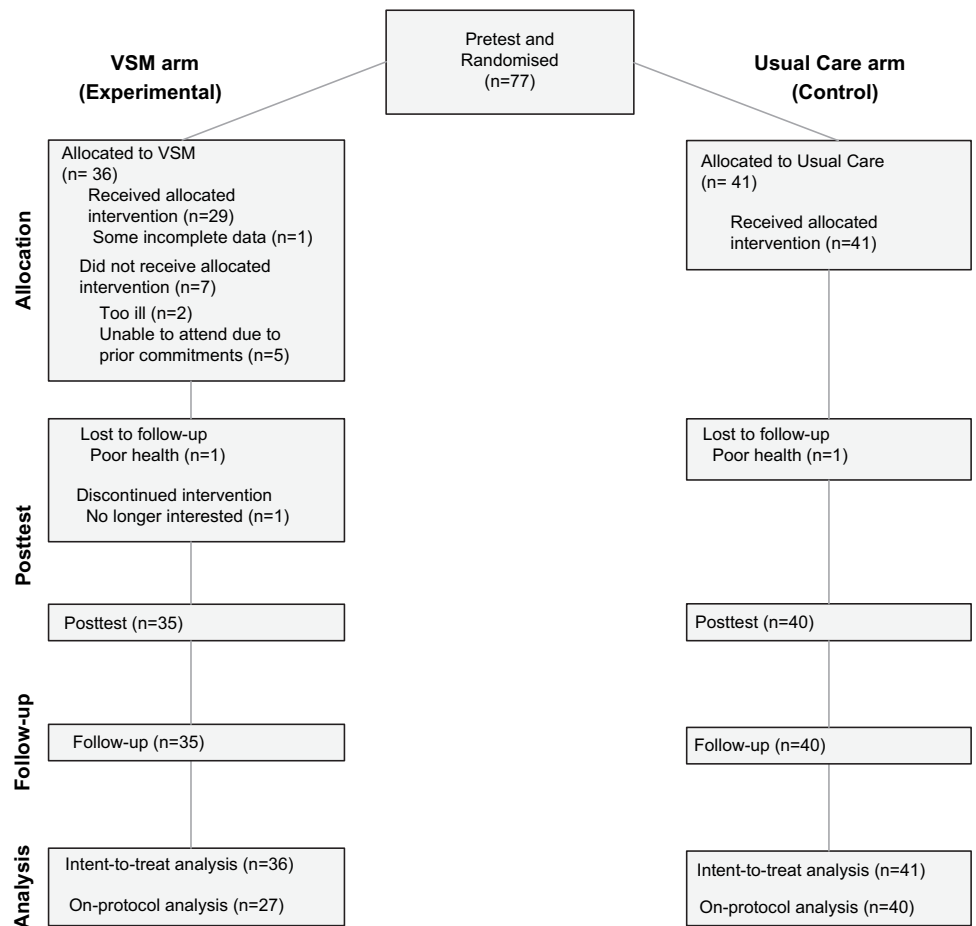 Pretest and
Randomised
(n=77)
VSM arm
(Experimental)
Usual Care arm
(Control)
Allocation
Allocated to VSM
(n= 36)
Received allocated
intervention (n=29)
Some incomplete data (n=1)
Did not receive allocated
intervention (n=7)
Too ill (n=2)
Unable to attend due to
prior commitments (n=5)
Allocated to Usual Care
(n= 41)
Received allocated
intervention (n=41)
Posttest
Lost to follow-up
Poor health (n=1)
Discontinued intervention
No longer interested (n=1)
Lost to follow-up
Poor health (n=1)
Posttest (n=35)
Posttest (n=40)
Follow-up
Follow-up (n=35)
Follow-up (n=40)
Analysis
Intent-to-treat analysis (n=36)
On-protocol analysis (n=27)
Intent-to-treat analysis (n=41)
On-protocol analysis (n=40)